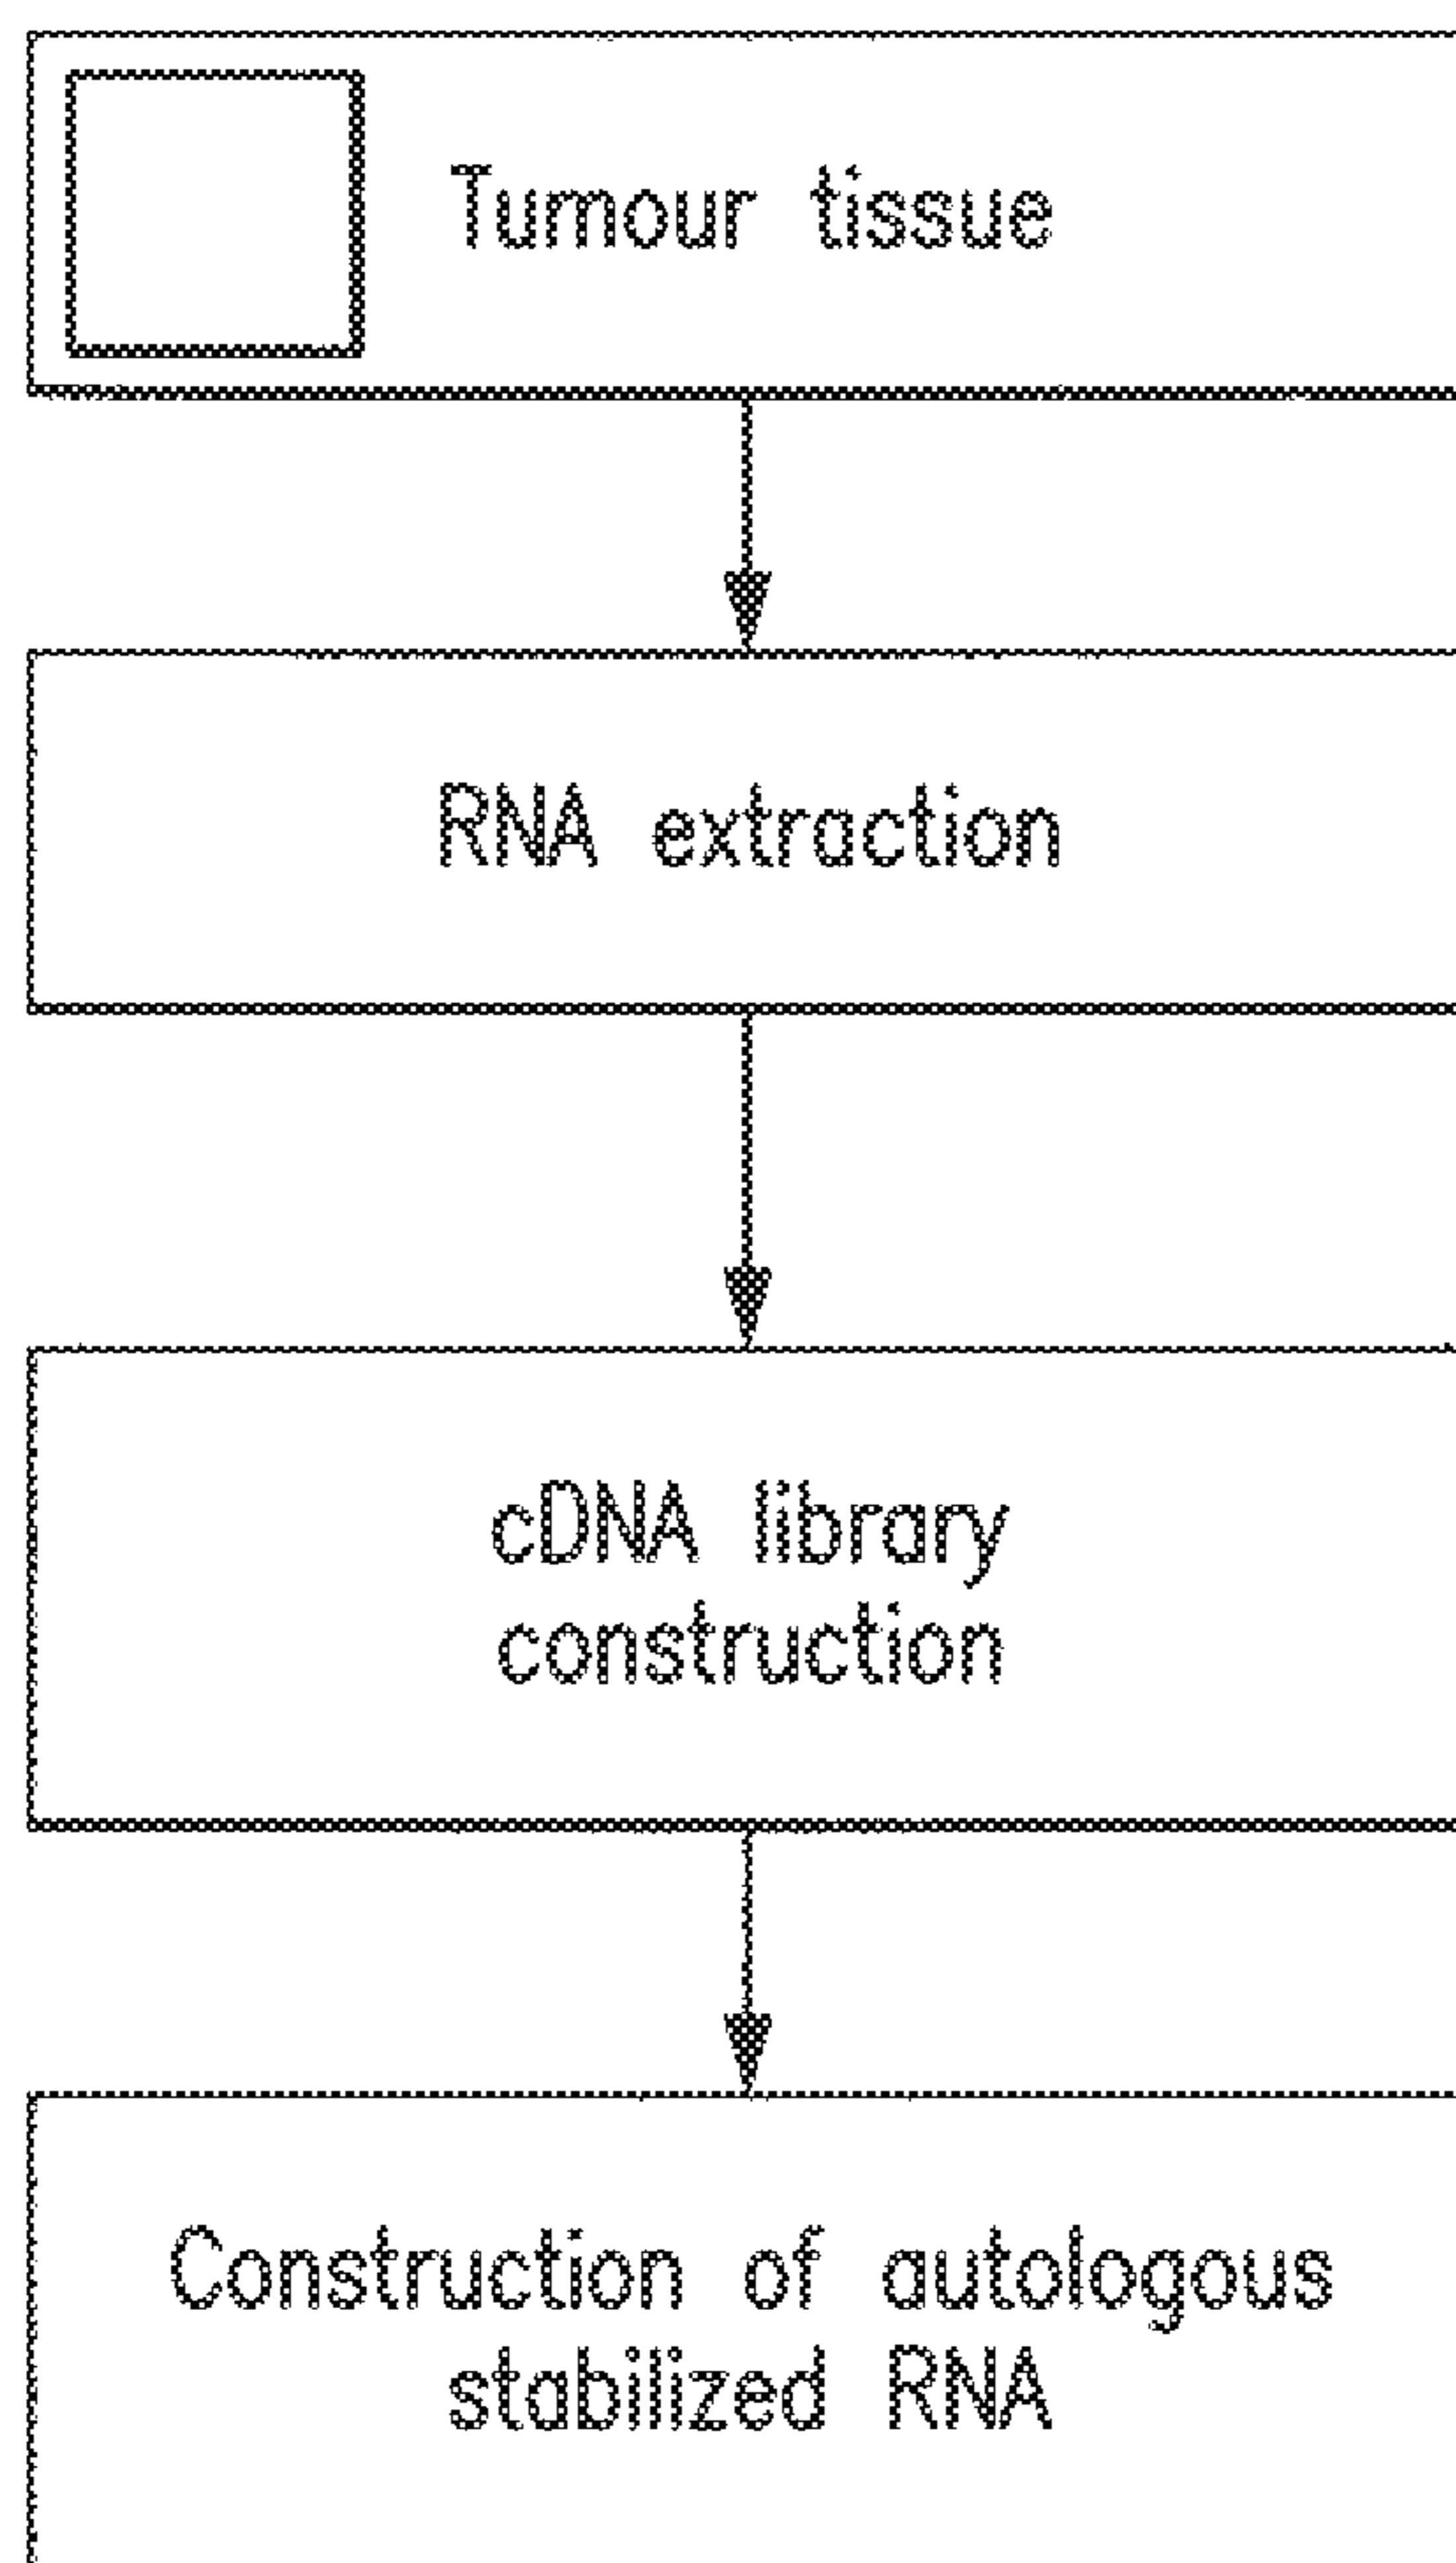 Tumour tissue
RNA extraction
cDNA library
construction
Construction of autologous
stabilized RNA